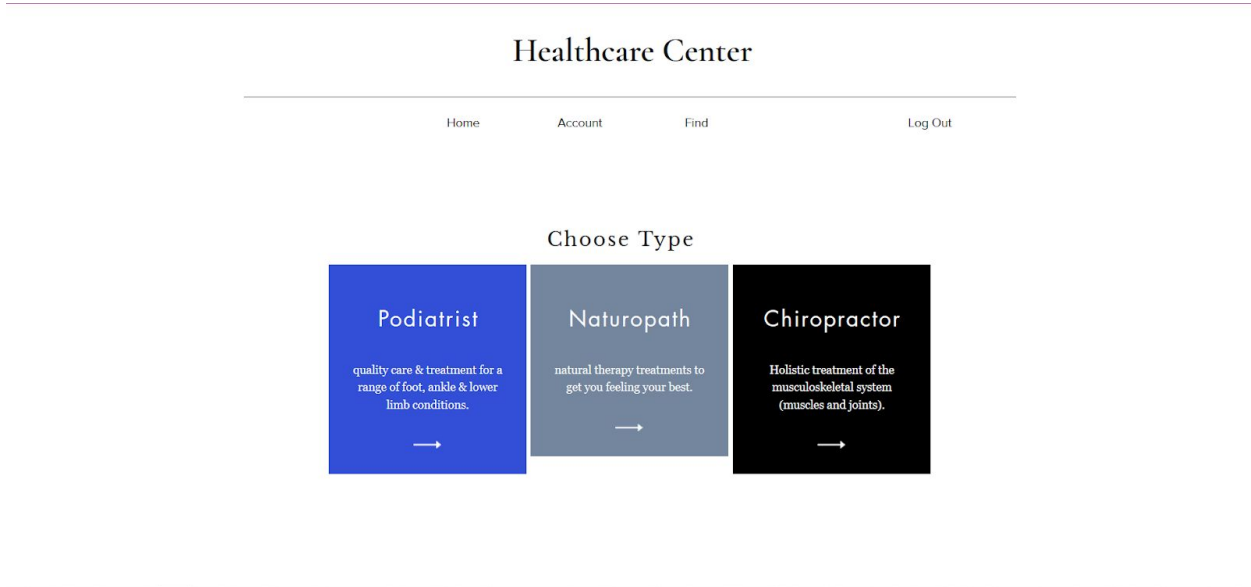 Healthcare Center
Home Account Find Log Out
Choose Type
Podiatrist
quality care & treatment for a
range of foot, ankle & lower
limb conditions.
Naturopath
natural therapy treatments to
get you feeling your best.
Chiropractor
Holistic treatment of the
musculoskeletal system
(muscles and joints).